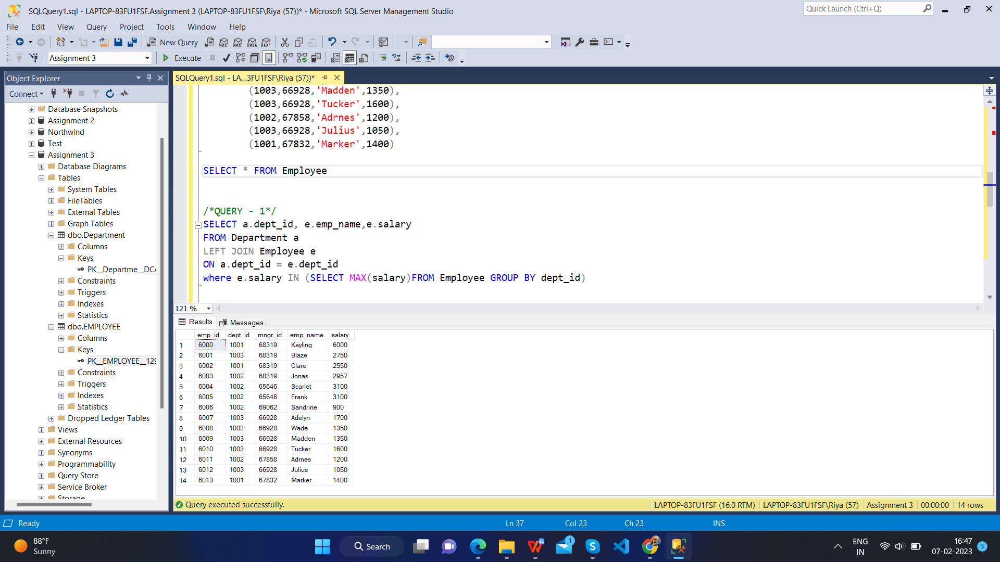 SQLQuery1.sql - LAPTOP-83FU1FSF.Assignment 3 (LAPTOP-83FU1FSF\Riya (57))* - Microsoft SQL Server Management Studio
Quick Launch (Ctrl+Q)
File Edit View Query Project Tools Window Help
New Query
MDX DMX XMLA DAX
Assignment 3
Execute
Object Explorer
Connect
Database Snapshots
Assignment 2
Northwind
Test
Assignment 3
Database Diagrams
Tables
System Tables
FileTables
External Tables
Graph Tables
dbo.Department
Columns
Keys
PK__Departme__DCA
Constraints
Triggers
Indexes
Statistics
dbo.EMPLOYEE
Columns
Keys
PK__EMPLOYEE__129
Constraints
Triggers
Indexes
Statistics
Dropped Ledger Tables
Views
External Resources
Synonyms
Programmability
Query Store
Service Broker
Storage
SQLQuery1.sql - LA...3FU1FSF\Riya (57))*
(1003,66928,'Madden',1350),
(1003,66928,'Tucker',1600),
(1002,67858,'Adrnes',1200),
(1003,66928,'Julius',1050),
(1001,67832,'Marker',1400)
SELECT * FROM Employee
/*QUERY - 1*/
SELECT a.dept_id, e.emp_name,e.salary
FROM Department a
LEFT JOIN Employee e
ON a.dept_id = e.dept_id
where e.salary IN (SELECT MAX(salary)FROM Employee GROUP BY dept_id)
121 %
Results Messages
emp_id dept_id mngr_id emp_name salary
1 6000 1001 68319 Kayling 6000
2 6001 1003 68319 Blaze 2750
3 6002 1001 68319 Clare 2550
4 6003 1002 68319 Jonas 2957
5 6004 1002 65646 Scarlet 3100
6 6005 1002 65646 Frank 3100
7 6006 1002 69062 Sandrine 900
8 6007 1003 66928 Adelyn 1700
9 6008 1003 66928 Wade 1350
10 6009 1003 66928 Madden 1350
11 6010 1003 66928 Tucker 1600
12 6011 1002 67858 Adrnes 1200
13 6012 1003 66928 Julius 1050
14 6013 1001 67832 Marker 1400
Query executed successfully.
LAPTOP-83FU1FSF (16.0 RTM) LAPTOP-83FU1FSF\Riya (57) Assignment 3 00:00:00 14 rows
Ready Ln 37 Col 23 Ch 23 INS
88°F
Sunny
Search
1
ENG
IN
16:47
07-02-2023
3